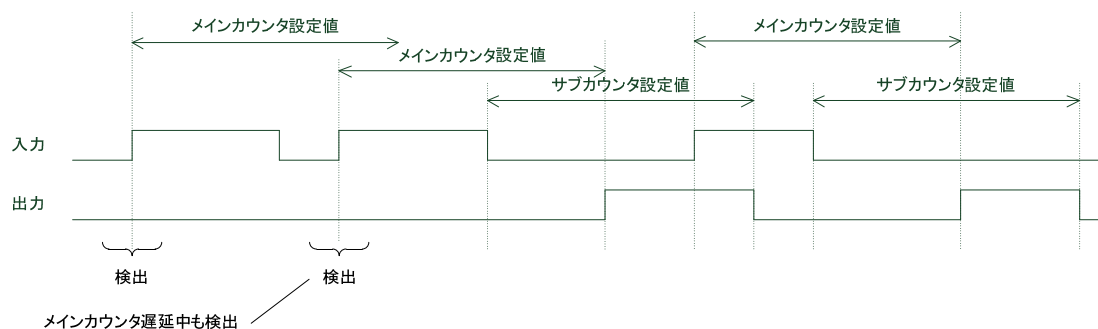 メインカウンタ設定値
メインカウンタ設定値
メインカウンタ設定値
サブカウンタ設定値
サブカウンタ設定値
入力
出力
検出
検出
メインカウンタ遅延中も検出